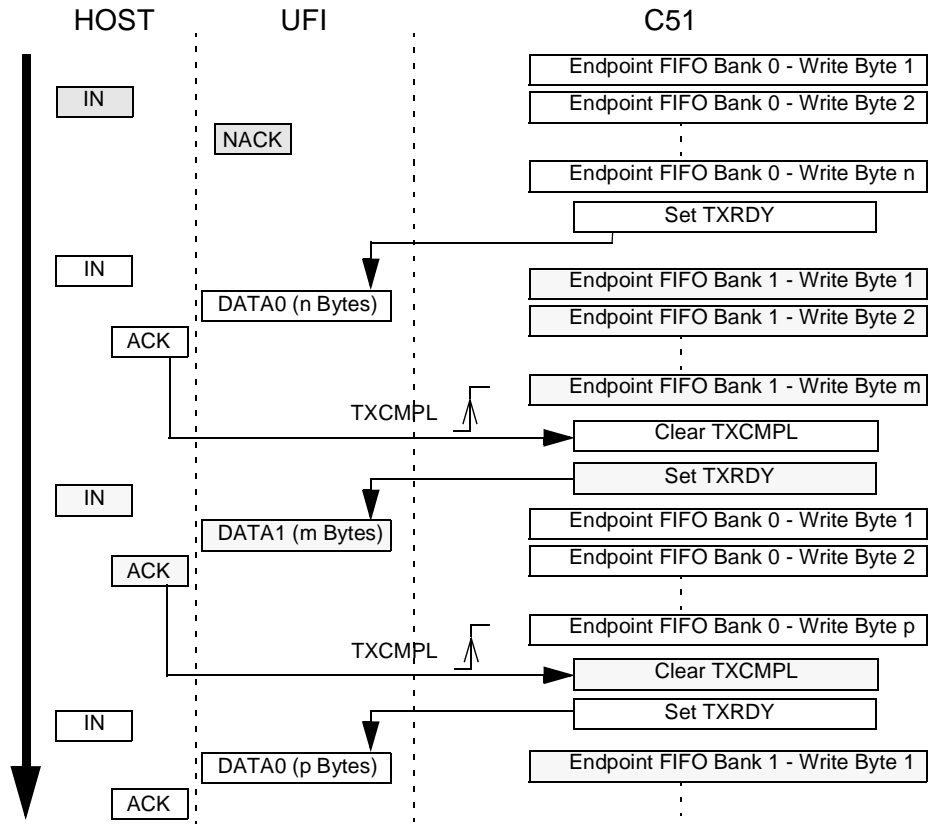 HOST UFI C51
Endpoint FIFO Bank 0 - Write Byte 1
IN
Endpoint FIFO Bank 0 - Write Byte 2
NACK
Endpoint FIFO Bank 0 - Write Byte n
Set TXRDY
IN
Endpoint FIFO Bank 1 - Write Byte 1
DATA0 (n Bytes)
Endpoint FIFO Bank 1 - Write Byte 2
ACK
Endpoint FIFO Bank 1 - Write Byte m
TXCMPL
Clear TXCMPL
Set TXRDY
IN
Endpoint FIFO Bank 0 - Write Byte 1
DATA1 (m Bytes)
Endpoint FIFO Bank 0 - Write Byte 2
ACK
Endpoint FIFO Bank 0 - Write Byte p
TXCMPL
Clear TXCMPL
Set TXRDY
IN
DATA0 (p Bytes)
Endpoint FIFO Bank 1 - Write Byte 1
ACK